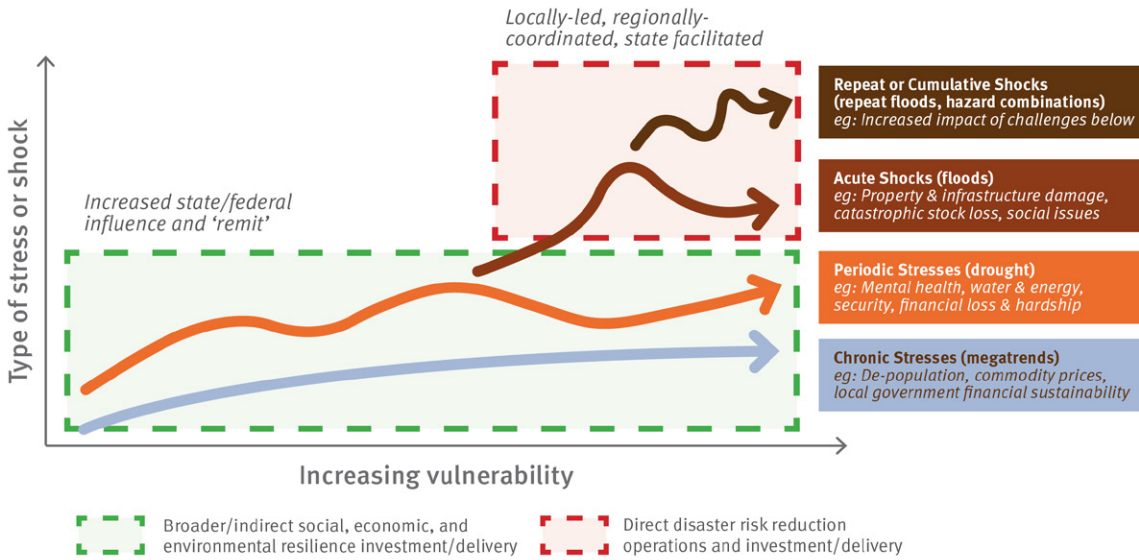 Locally-led, regionally-
coordinated, state facilitated
Increased state/federal
influence and ‘remit’
Type of stress or shock
Increasing vulnerability
Repeat or Cumulative Shocks
(repeat floods, hazard combinations)
eg: Increased impact of challenges below
Acute Shocks (floods)
eg: Property & infrastructure damage,
catastrophic stock loss, social issues
Periodic Stresses (drought)
eg: Mental health, water & energy,
security, financial loss & hardship
Chronic Stresses (megatrends)
eg: De-population, commodity prices,
local government financial sustainability
Broader/indirect social, economic, and
environmental resilience investment/delivery
Direct disaster risk reduction
operations and investment/delivery